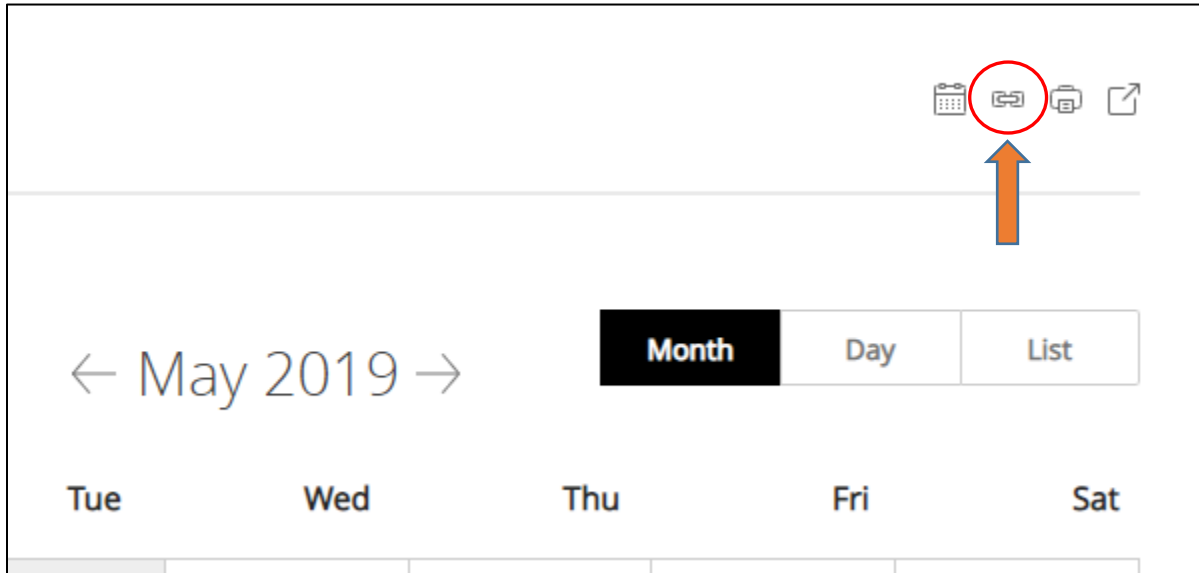 ← May 2019 →
Month Day List
Tue Wed Thu Fri Sat